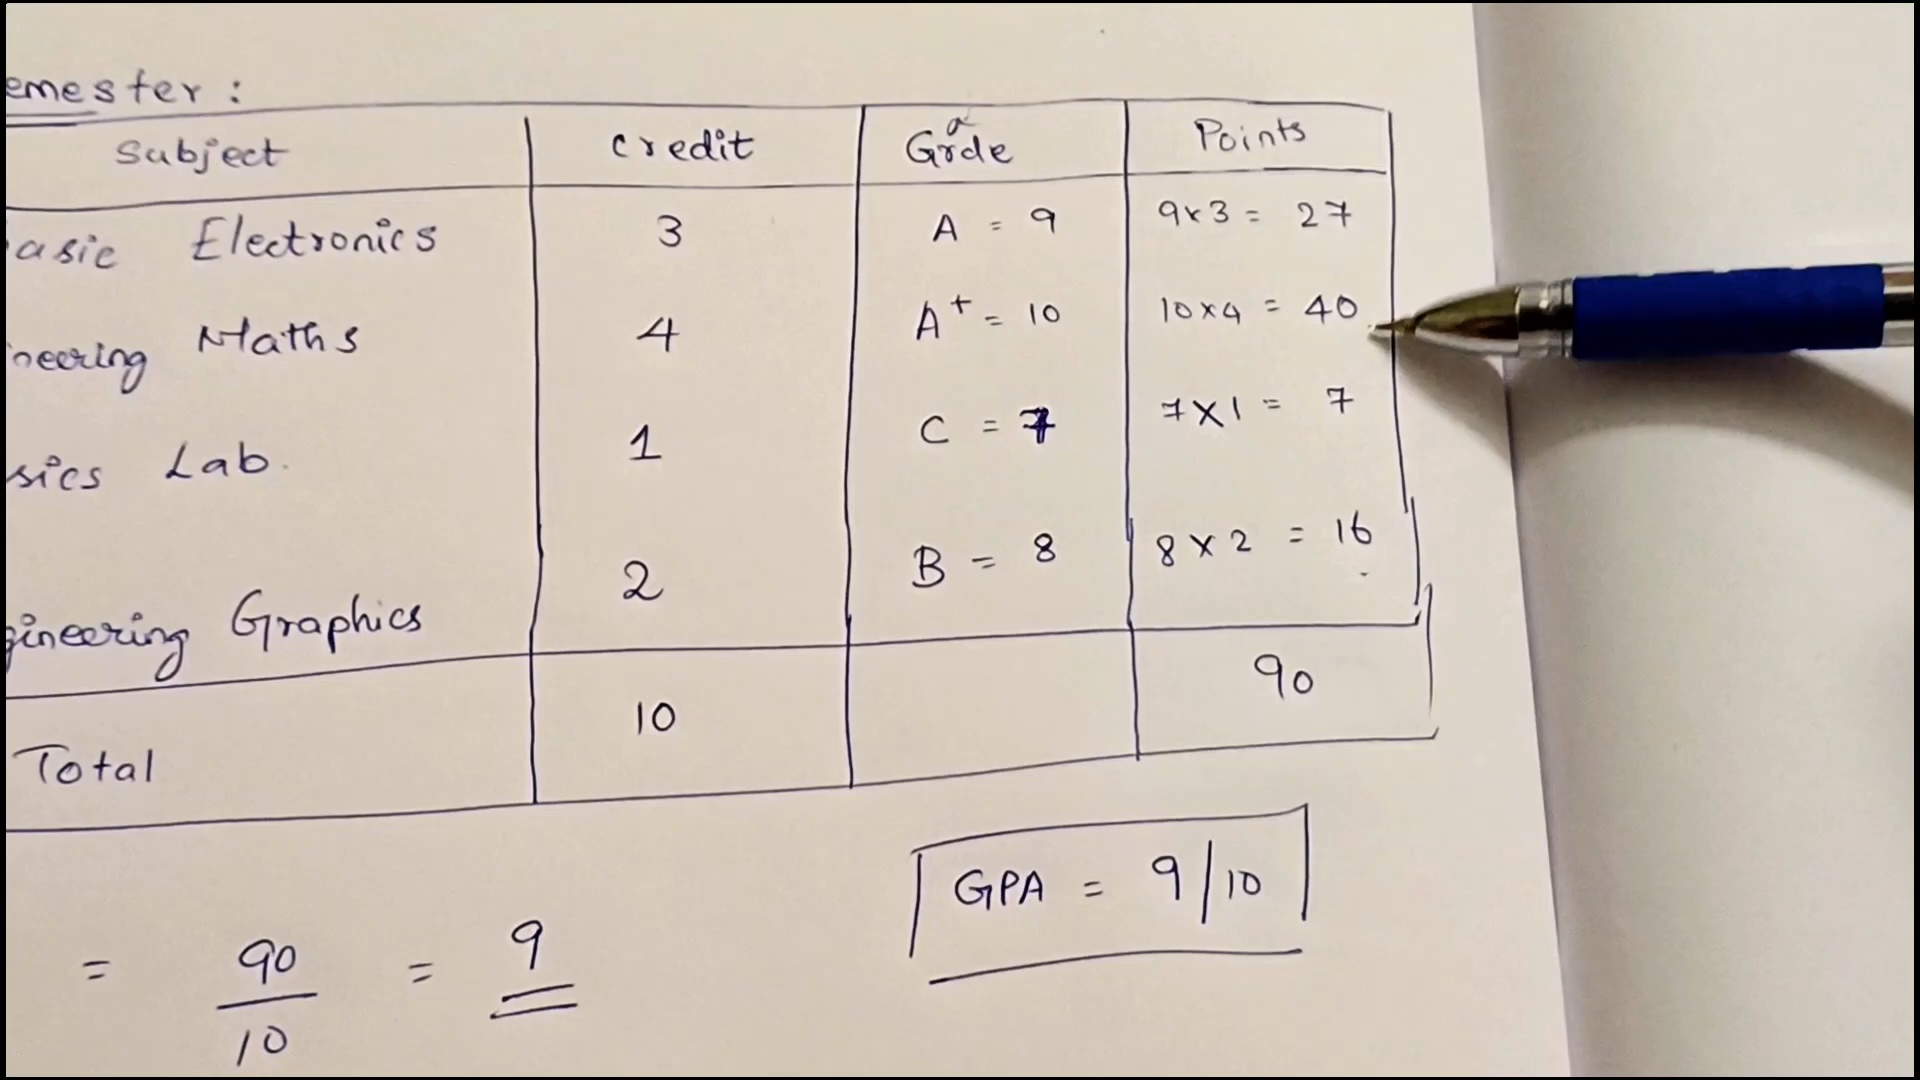 emester :
Subject credit Grade Points
asic Electronics 3 A = 9 9x3 = 27
neering Maths 4 A+ = 10 10x4 = 40
sics Lab. 1 C = 7 7X1 = 7
gineering Graphics 2 B = 8 8X2 = 16
Total 10 90
GPA = 9/10
= 90/10 = 9